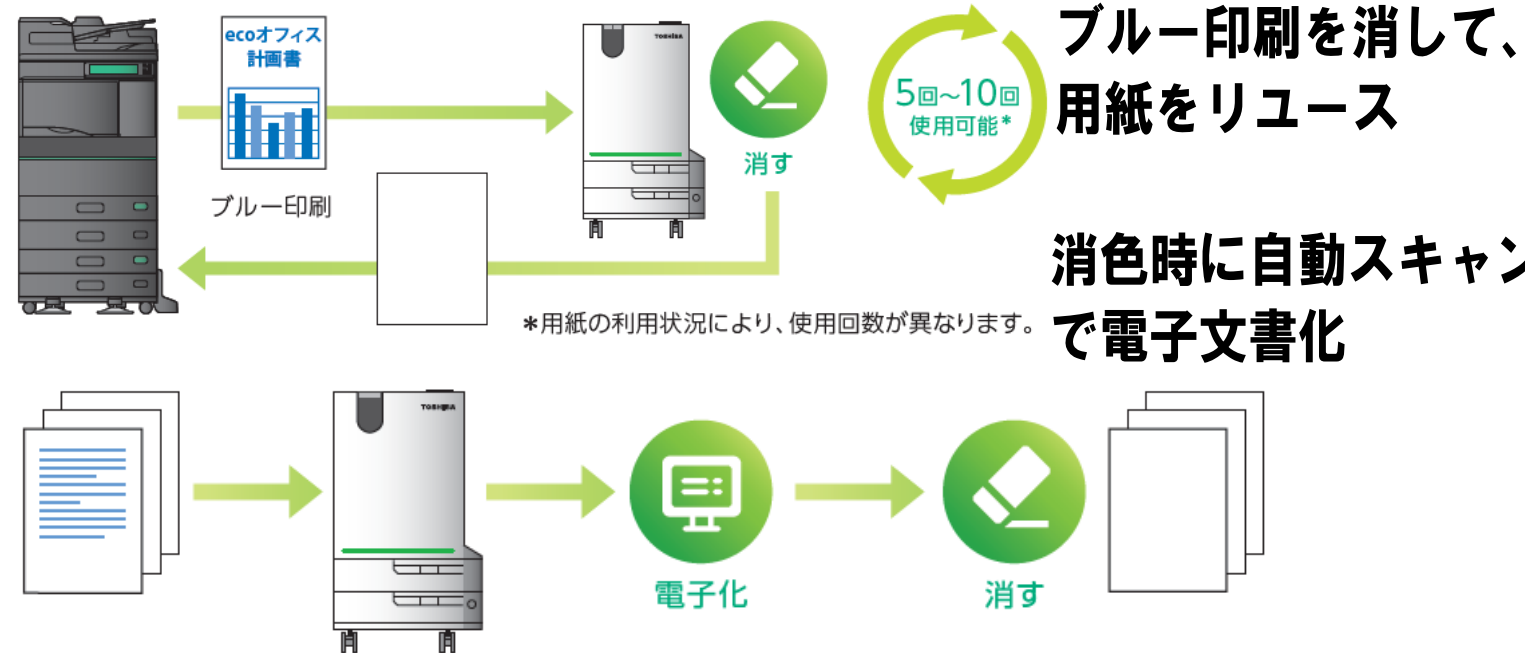 ecoオフィス
計画書
ブルー印刷
TOSHIBA
消す
5回~10回
使用可能*
ブルー印刷を消して、
用紙をリユース
*用紙の利用状況により、使用回数が異なります。
消色時に自動スキャン
で電子文書化
TOSHIBA
電子化
消す